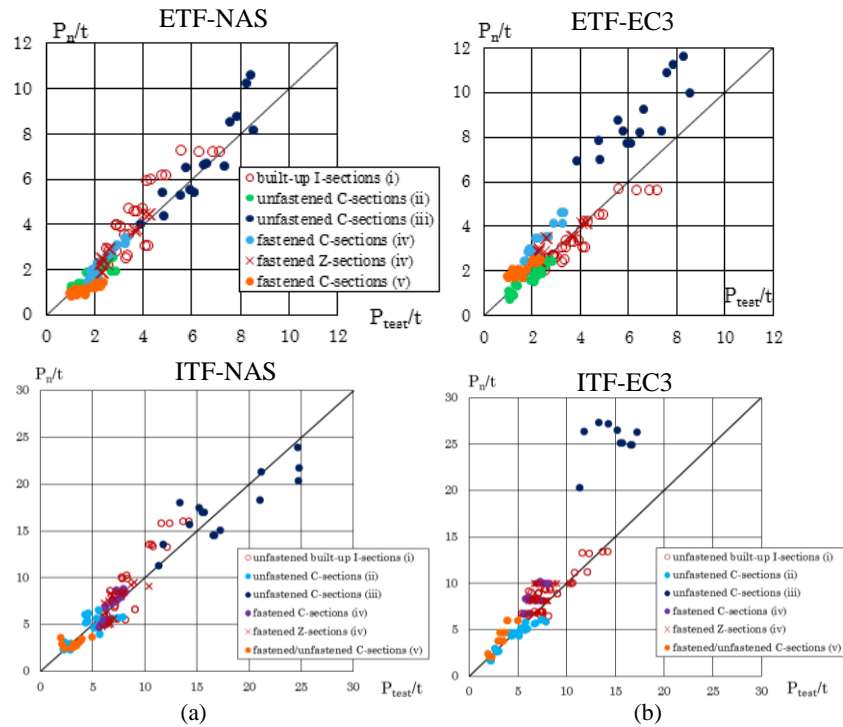 ETF-NAS
Pn/t
12
10
8
6
4
2
0
0 2 4 6 8 10 12
Ptest/t
built-up I-sections (i)
unfastened C-sections (ii)
unfastened C-sections (iii)
fastened C-sections (iv)
fastened Z-sections (iv)
fastened C-sections (v)
ETF-EC3
Pn/t
12
10
8
6
4
2
0
0 2 4 6 8 10 12
Ptest/t
ITF-NAS
Pn/t
30
25
20
15
10
5
0
0 5 10 15 20 25 30
Ptest/t
unfastened built-up I-sections (i)
unfastened C-sections (ii)
unfastened C-sections (iii)
fastened C-sections (iv)
fastened Z-sections (iv)
fastened/unfastened C-sections (v)
(a)
ITF-EC3
Pn/t
30
25
20
15
10
5
0
0 5 10 15 20 25 30
Ptest/t
unfastened built-up I-sections (i)
unfastened C-sections (ii)
unfastened C-sections (iii)
fastened C-sections (iv)
fastened Z-sections (iv)
fastened/unfastened C-sections (v)
(b)